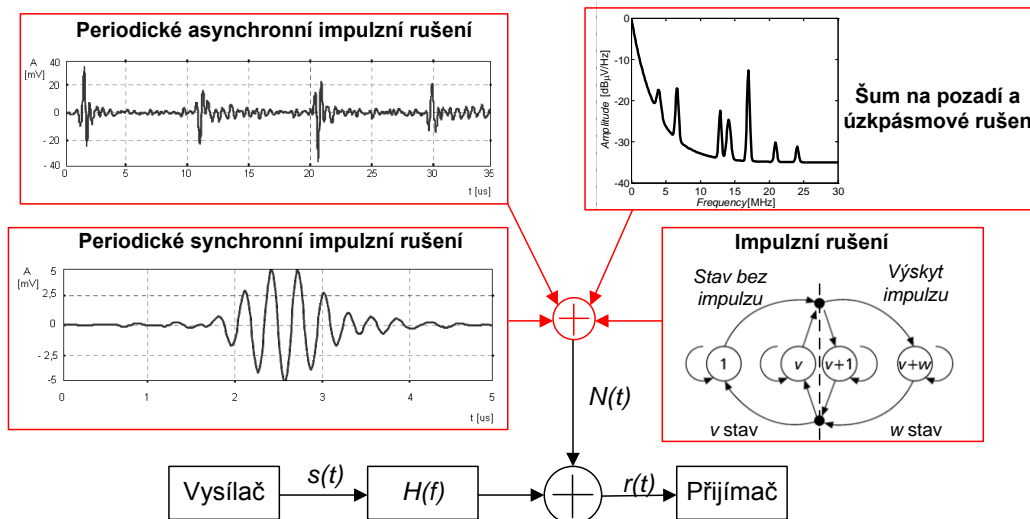 Periodické asynchronní impulzní rušení
A
[mV]
40
20
0
- 20
- 40
0 5 10 15 20 25 30 35
t [us]
Amplitude [dBµV/Hz]
0
-10
-20
-30
-40
0 5 10 15 20 25 30
Frequency[MHz]
Šum na pozadí a
úzkpásmové rušen
Periodické synchronní impulzní rušení
A
[mV]
5
2,5
0
- 2,5
-5
0 1 2 3 4 5
t [us]
Impulzní rušení
Stav bez
impulzu
Výskyt
impulzu
1 v v+1 v+w
v stav w stav
N(t)
Vysílač s(t) H(f) r(t) Přijímač